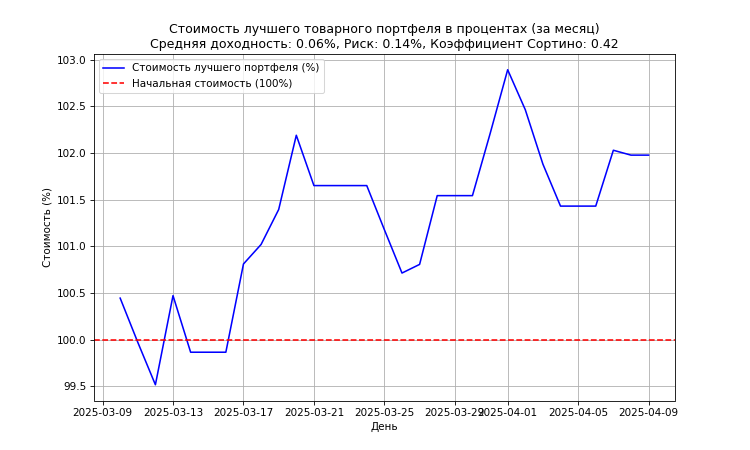 Стоимость лучшего товарного портфеля в процентах (за месяц)
Средняя доходность: 0.06%, Риск: 0.14%, Коэффициент Сортино: 0.42
Стоимость лучшего портфеля (%)
Начальная стоимость (100%)
Стоимость (%)
103.0
102.5
102.0
101.5
101.0
100.5
100.0
99.5
2025-03-09 2025-03-13 2025-03-17 2025-03-21 2025-03-25 2025-03-29 2025-04-01 2025-04-05 2025-04-09
День